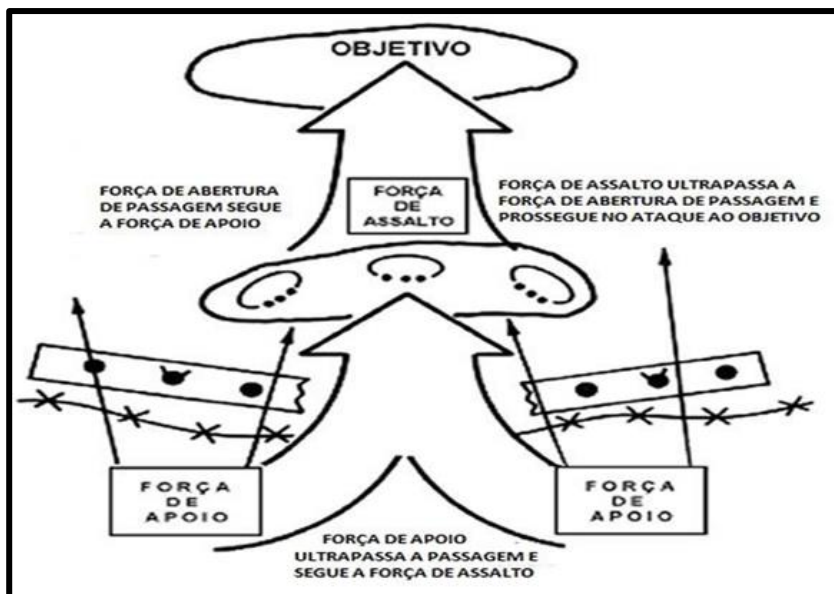 OBJETIVO
FORÇA DE ABERTURA
DE PASSAGEM SEGUE
A FORÇA DE APOIO
FORÇA
DE
ASSALTO
FORÇA DE ASSALTO ULTRAPASSA A
FORÇA DE ABERTURA DE PASSAGEM E
PROSSEGUE NO ATAQUE AO OBJETIVO
FORÇA
DE
APOIO
FORÇA
DE
APOIO
FORÇA DE APOIO
ULTRAPASSA A PASSAGEM E
SEGUE A FORÇA DE ASSALTO